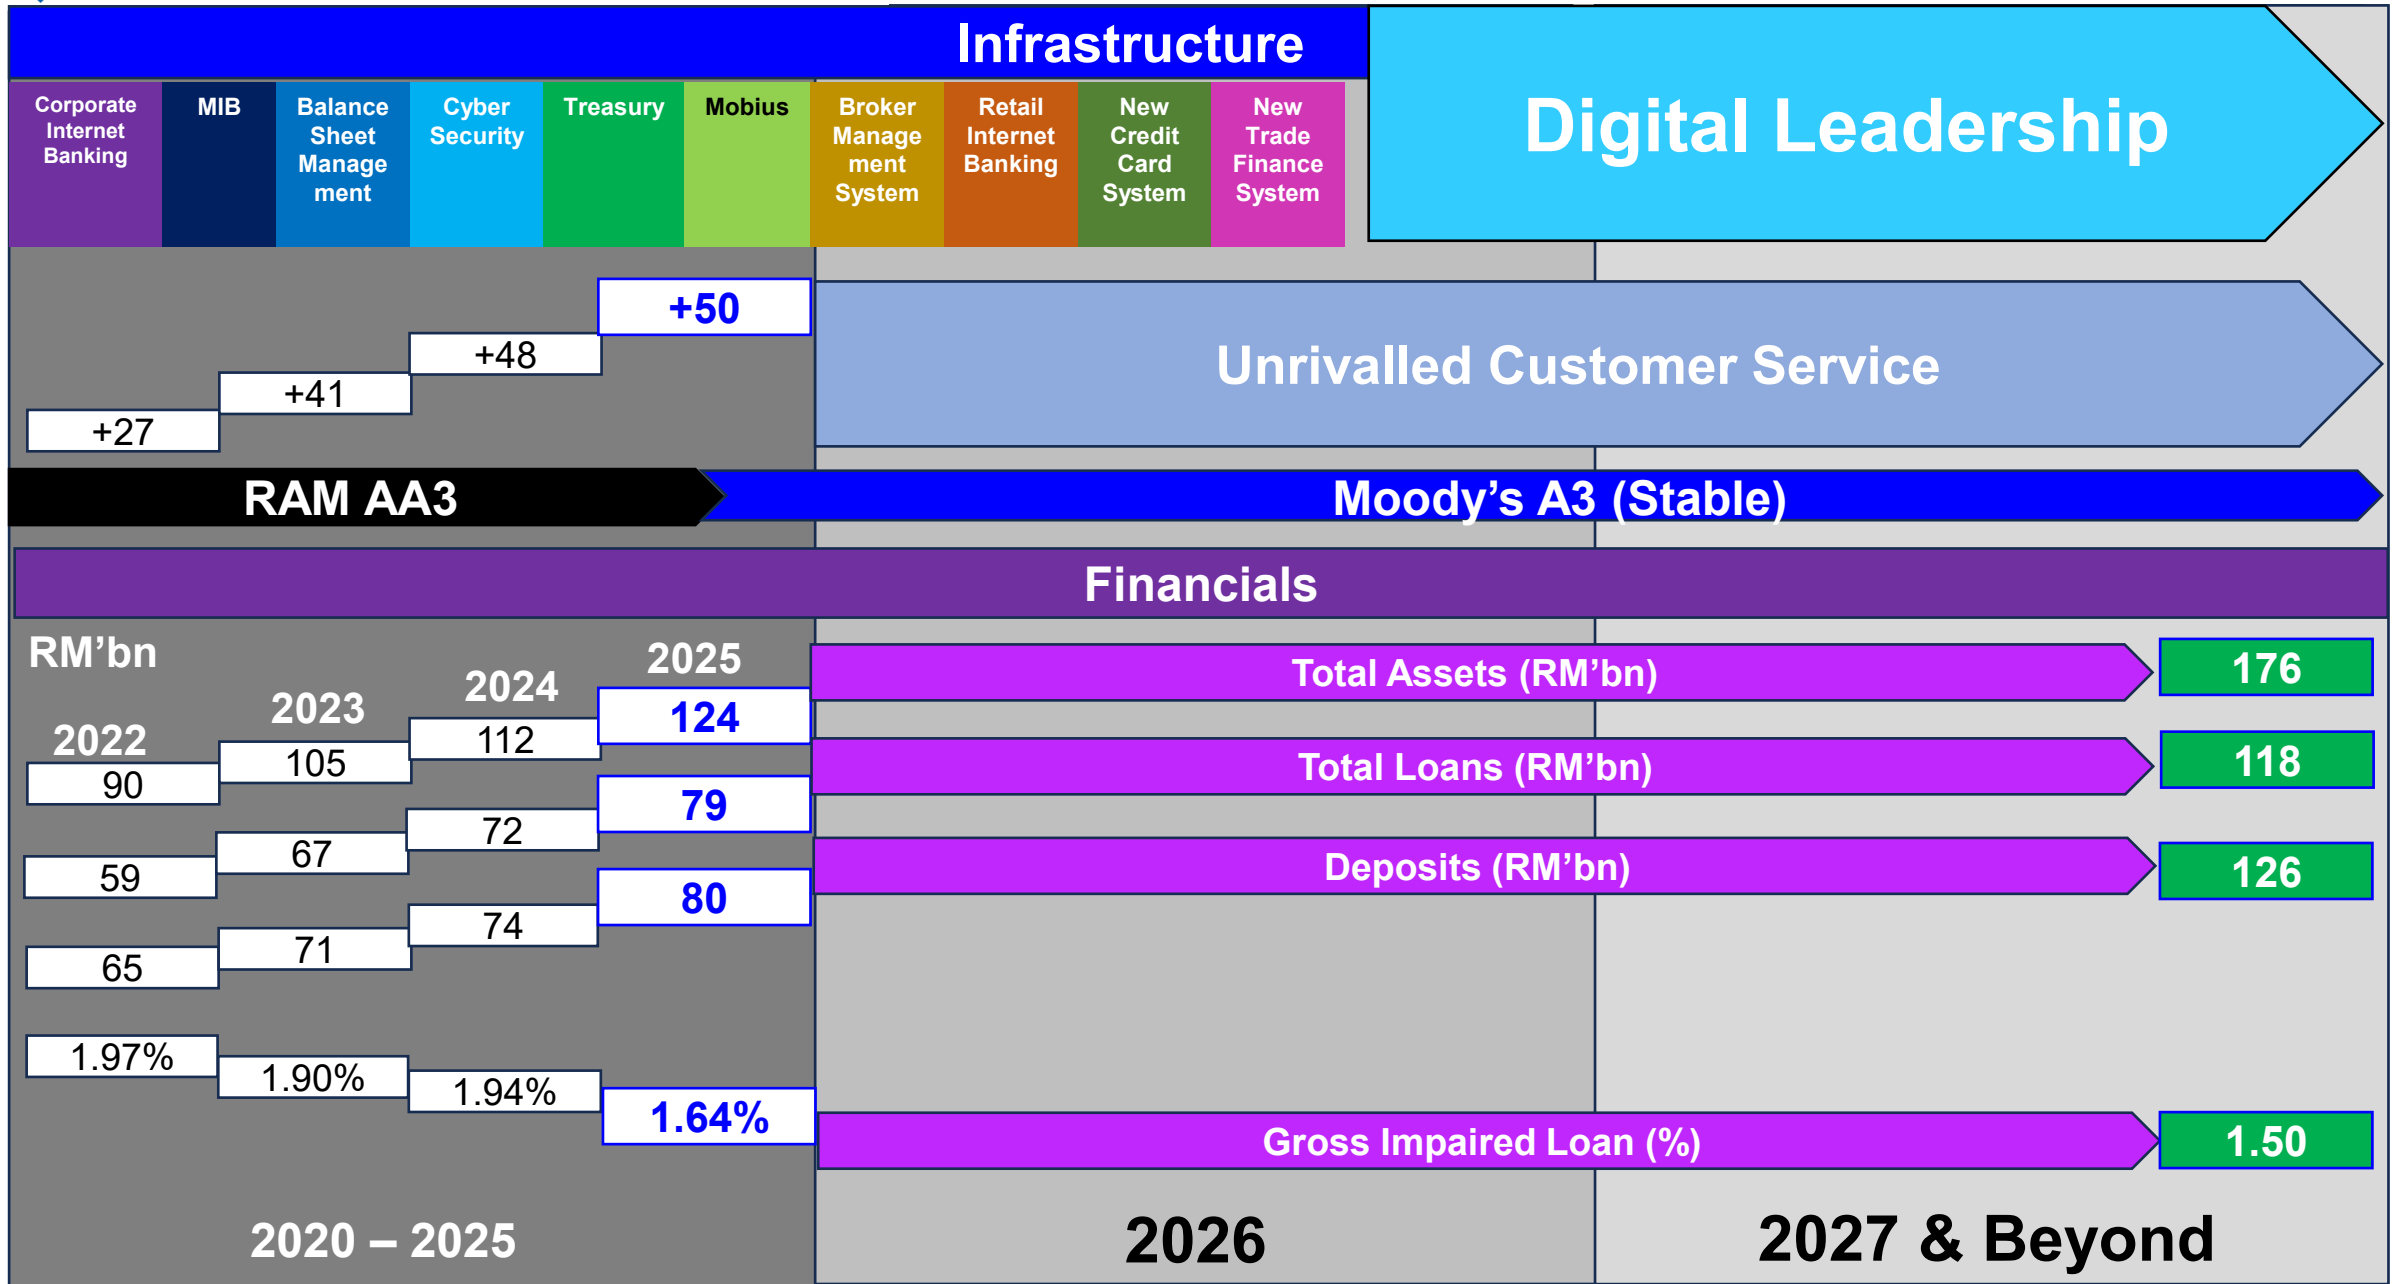 Infrastructure
Digital Leadership
Corporate
Internet
Banking
MIB
Balance
Sheet
Manage
ment
Cyber
Security
Treasury
Mobius
Broker
Manage
ment
System
Retail
Internet
Banking
New
Credit
Card
System
New
Trade
Finance
System
+27
+41
+48
+50
Unrivalled Customer Service
RAM AA3
Moody’s A3 (Stable)
Financials
RM’bn
2022
2023
2024
2025
90
105
112
124
Total Assets (RM’bn)
176
59
67
72
79
Total Loans (RM’bn)
118
65
71
74
80
Deposits (RM’bn)
126
1.97%
1.90%
1.94%
1.64%
Gross Impaired Loan (%)
1.50
2020 – 2025
2026
2027 & Beyond